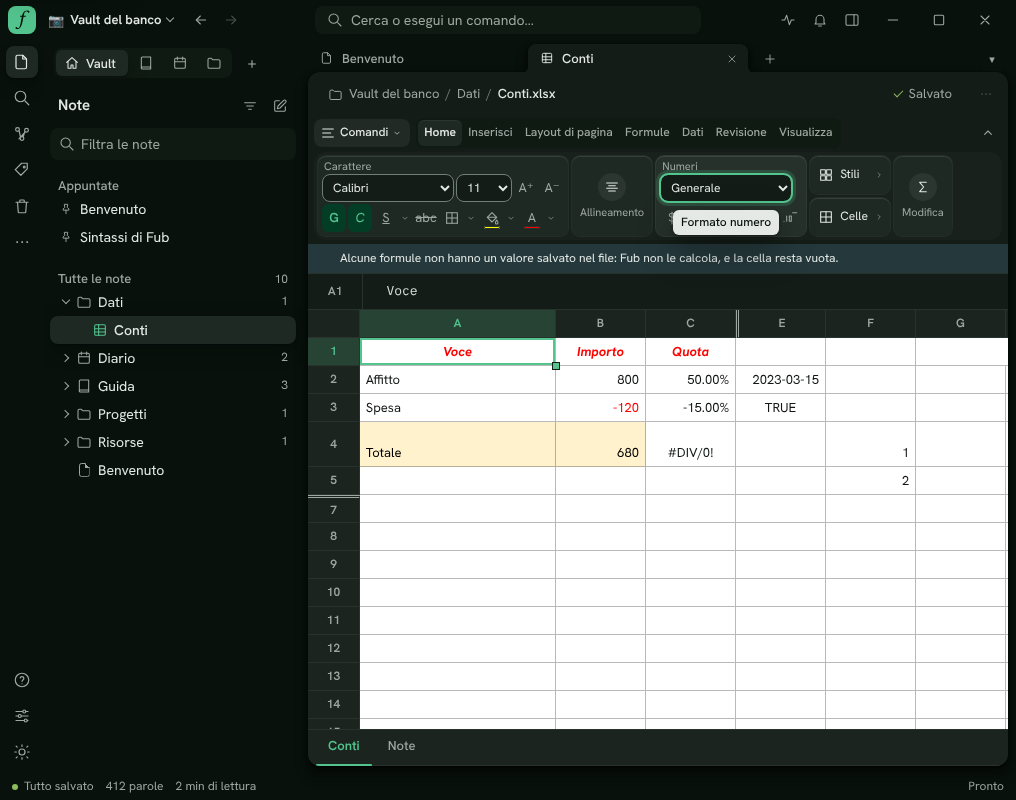 f Vault del banco
Cerca o esegui un comando…
Vault
Note
Filtra le note
Appuntate
Benvenuto
Sintassi di Fub
Tutte le note 10
Dati 1
Conti
Diario 2
Guida 3
Progetti 1
Risorse 1
Benvenuto
Benvenuto Conti
Vault del banco / Dati / Conti.xlsx Salvato
Comandi Home Inserisci Layout di pagina Formule Dati Revisione Visualizza
Carattere Numeri
Calibri 11 A⁺ A⁻ Generale
G C S abc A
Allineamento
Formato numero
Stili
Celle
Σ
Modifica
Alcune formule non hanno un valore salvato nel file: Fub non le calcola, e la cella resta vuota.
A1 Voce
A B C E F G
1 Voce Importo Quota
2 Affitto 800 50.00% 2023-03-15
3 Spesa -120 -15.00% TRUE
4 Totale 680 #DIV/0! 1
5 2
7
8
9
10
11
12
13
14
Conti Note
Tutto salvato 412 parole 2 min di lettura Pronto